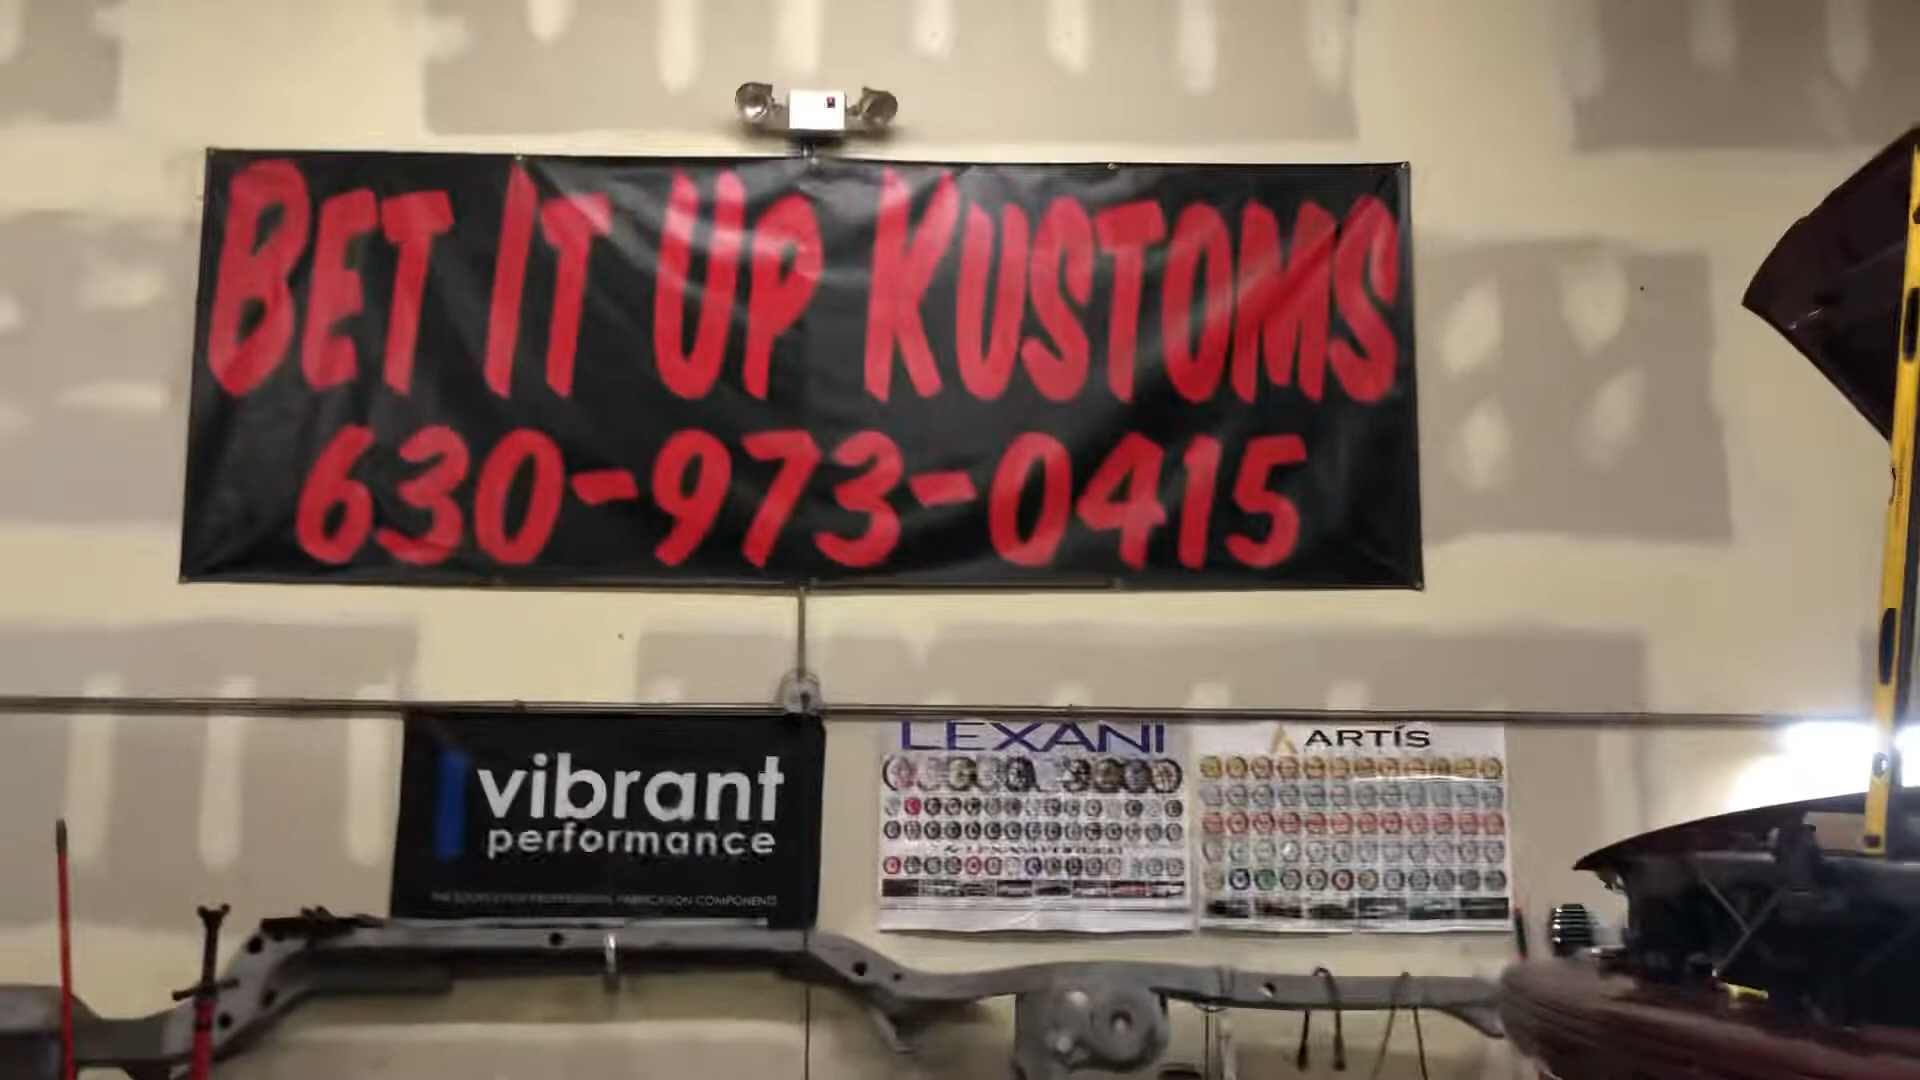 BET IT UP KUSTOMS
630-973-0415
vibrant
performance
LEXANI
ARTÍS